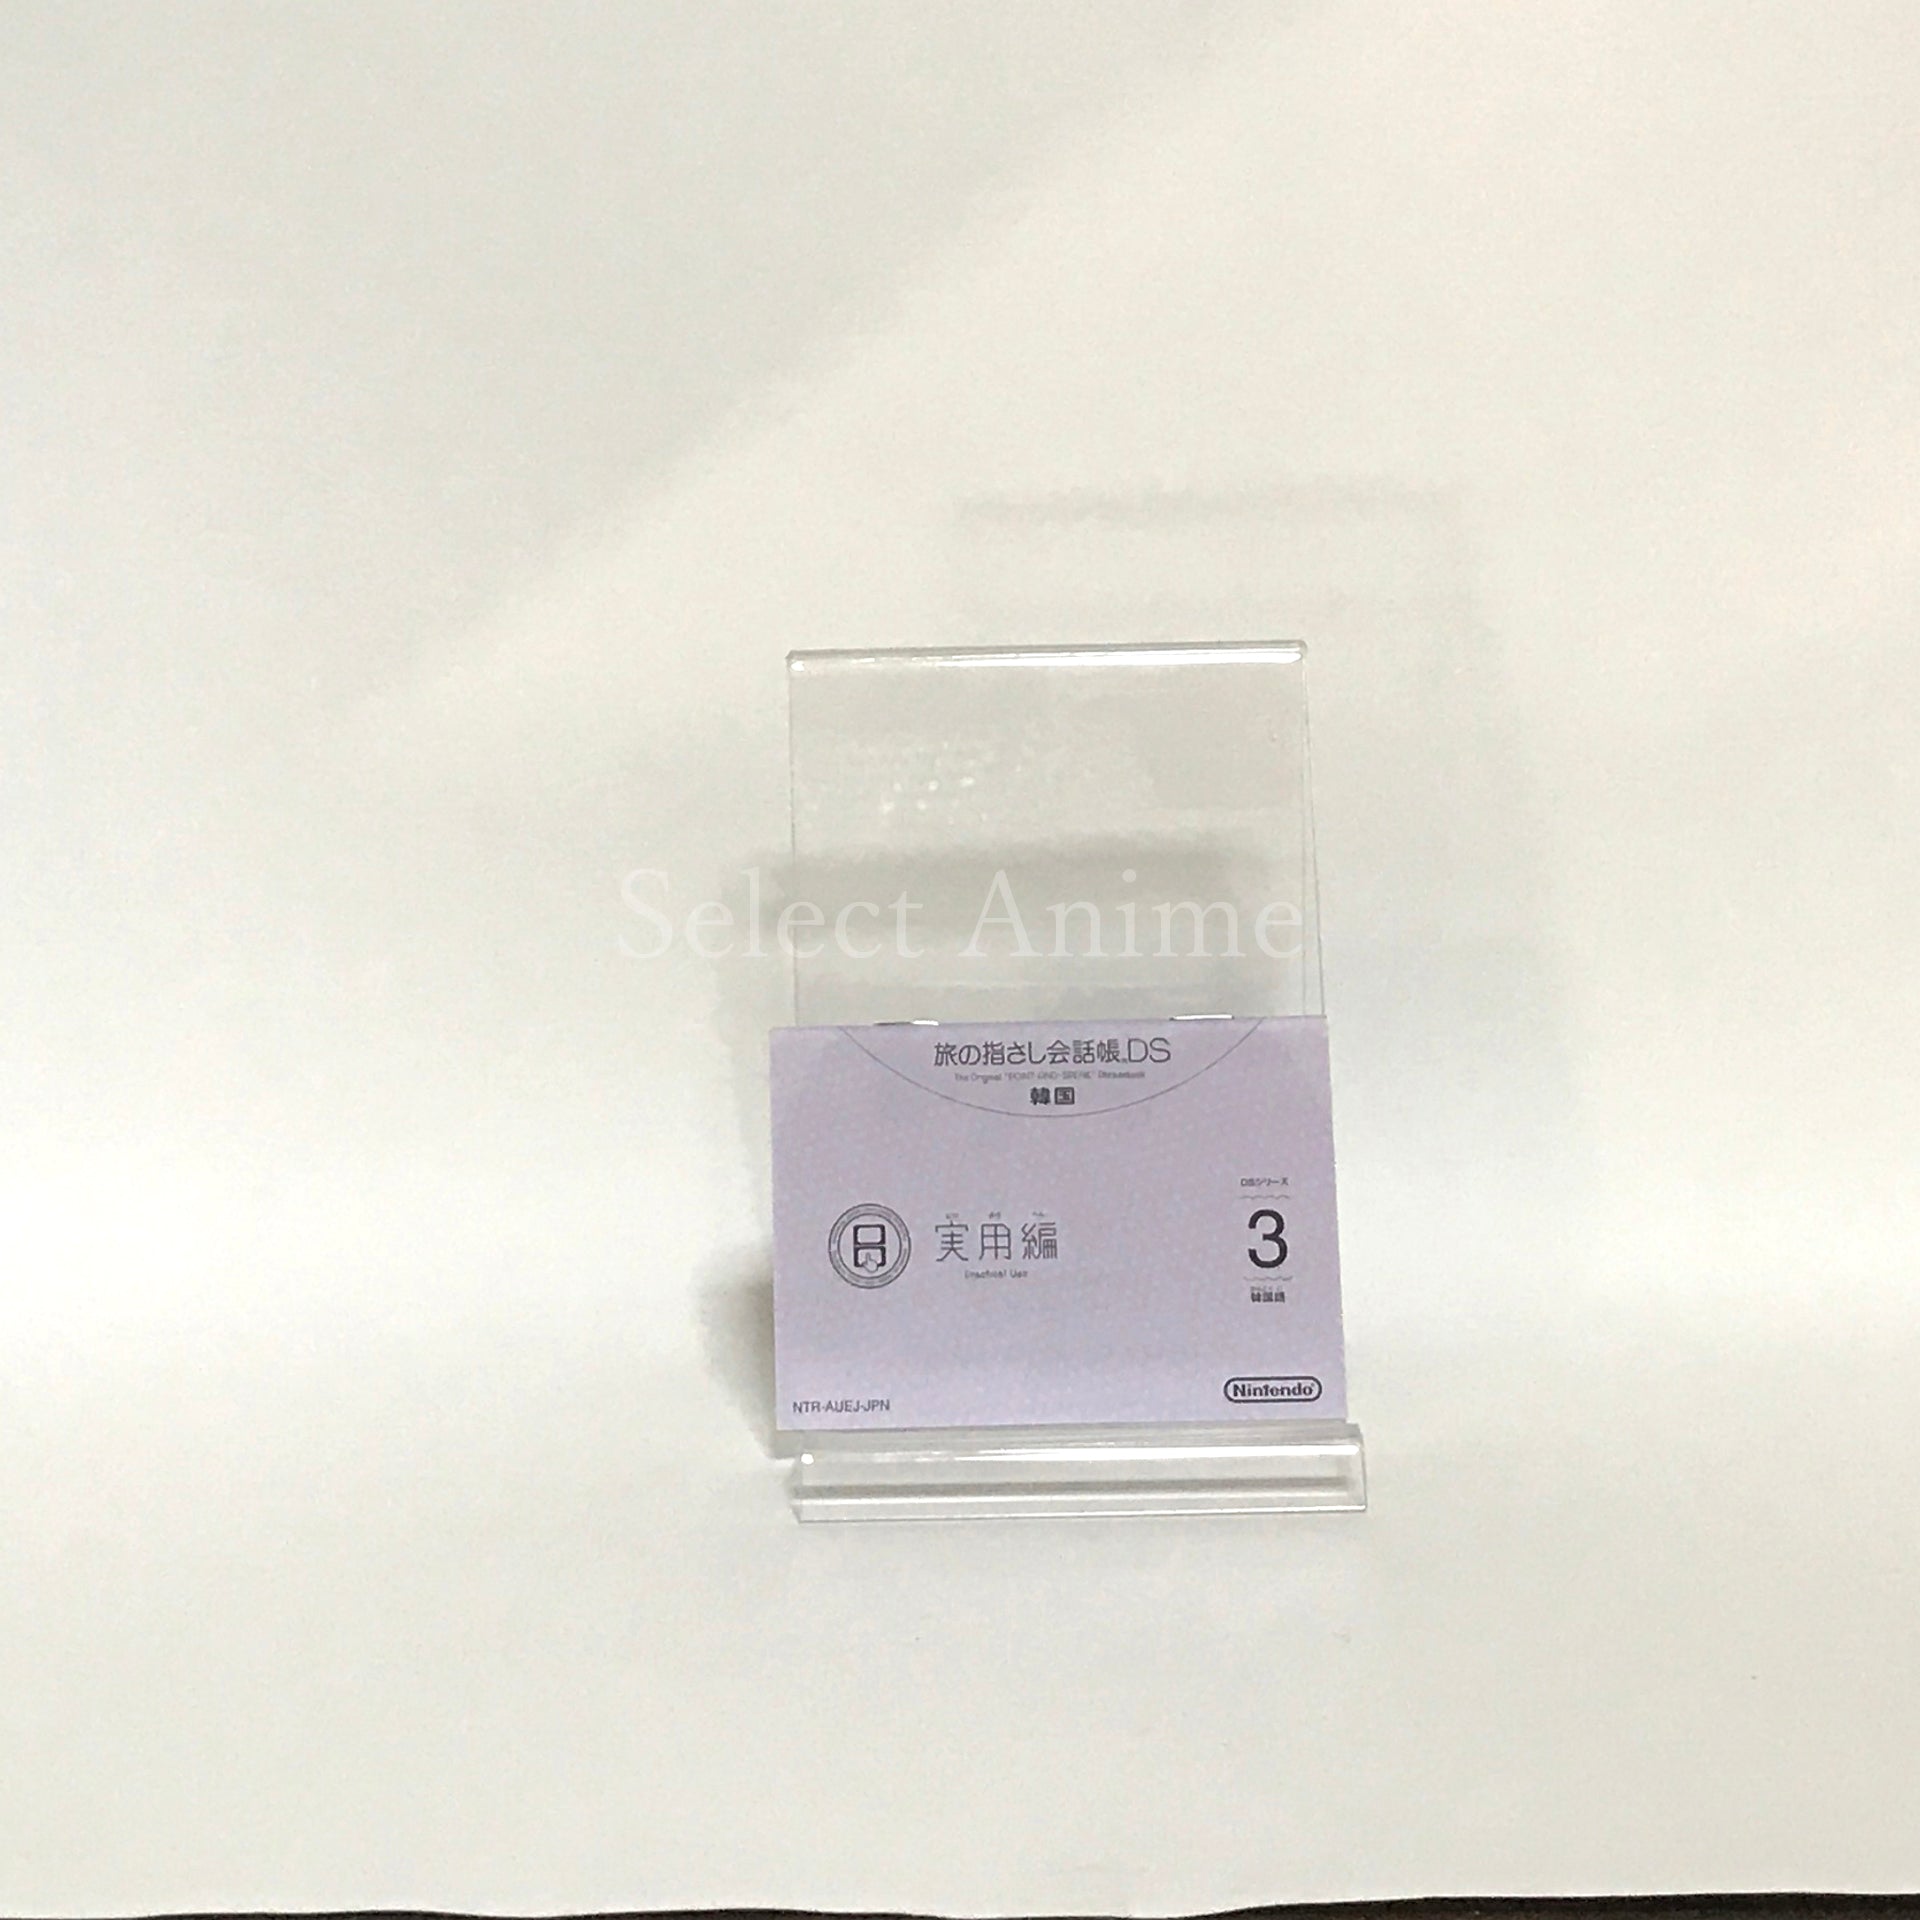 Select Anime
旅の指さし会話帳DS
The Original "POINT-AND-SPEAK" Phrasebook
韓国
DSシリーズ
実用編
Practical Use
3
韓国語
Nintendo
NTR-AUEJ-JPN